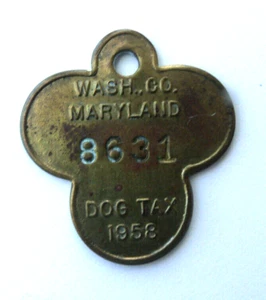 WASH., CO.
MARYLAND
8631
DOG TAX
1958